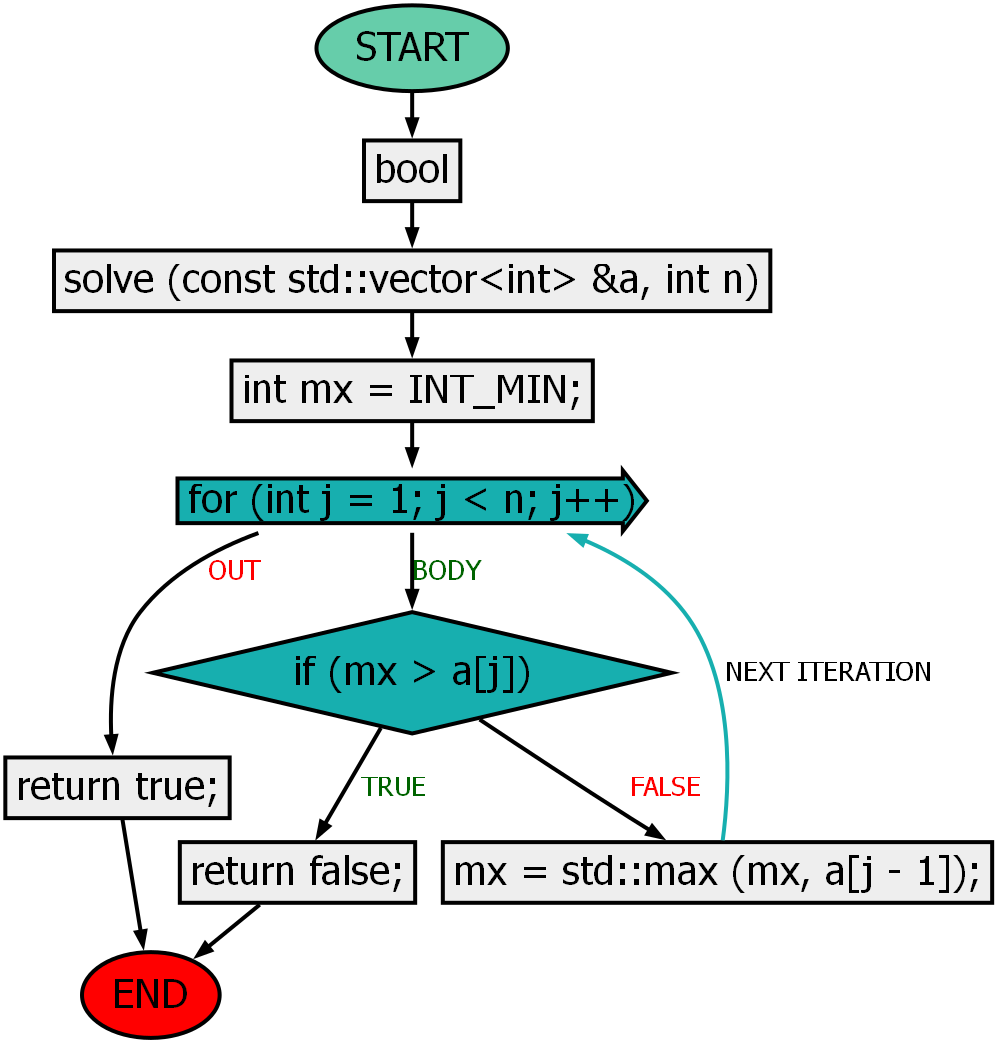 START
bool
solve (const std::vector<int> &a, int n)
int mx = INT_MIN;
for (int j = 1; j < n; j++)
OUT
BODY
if (mx > a[j])
NEXT ITERATION
return true;
TRUE
FALSE
return false;
mx = std::max (mx, a[j - 1]);
END